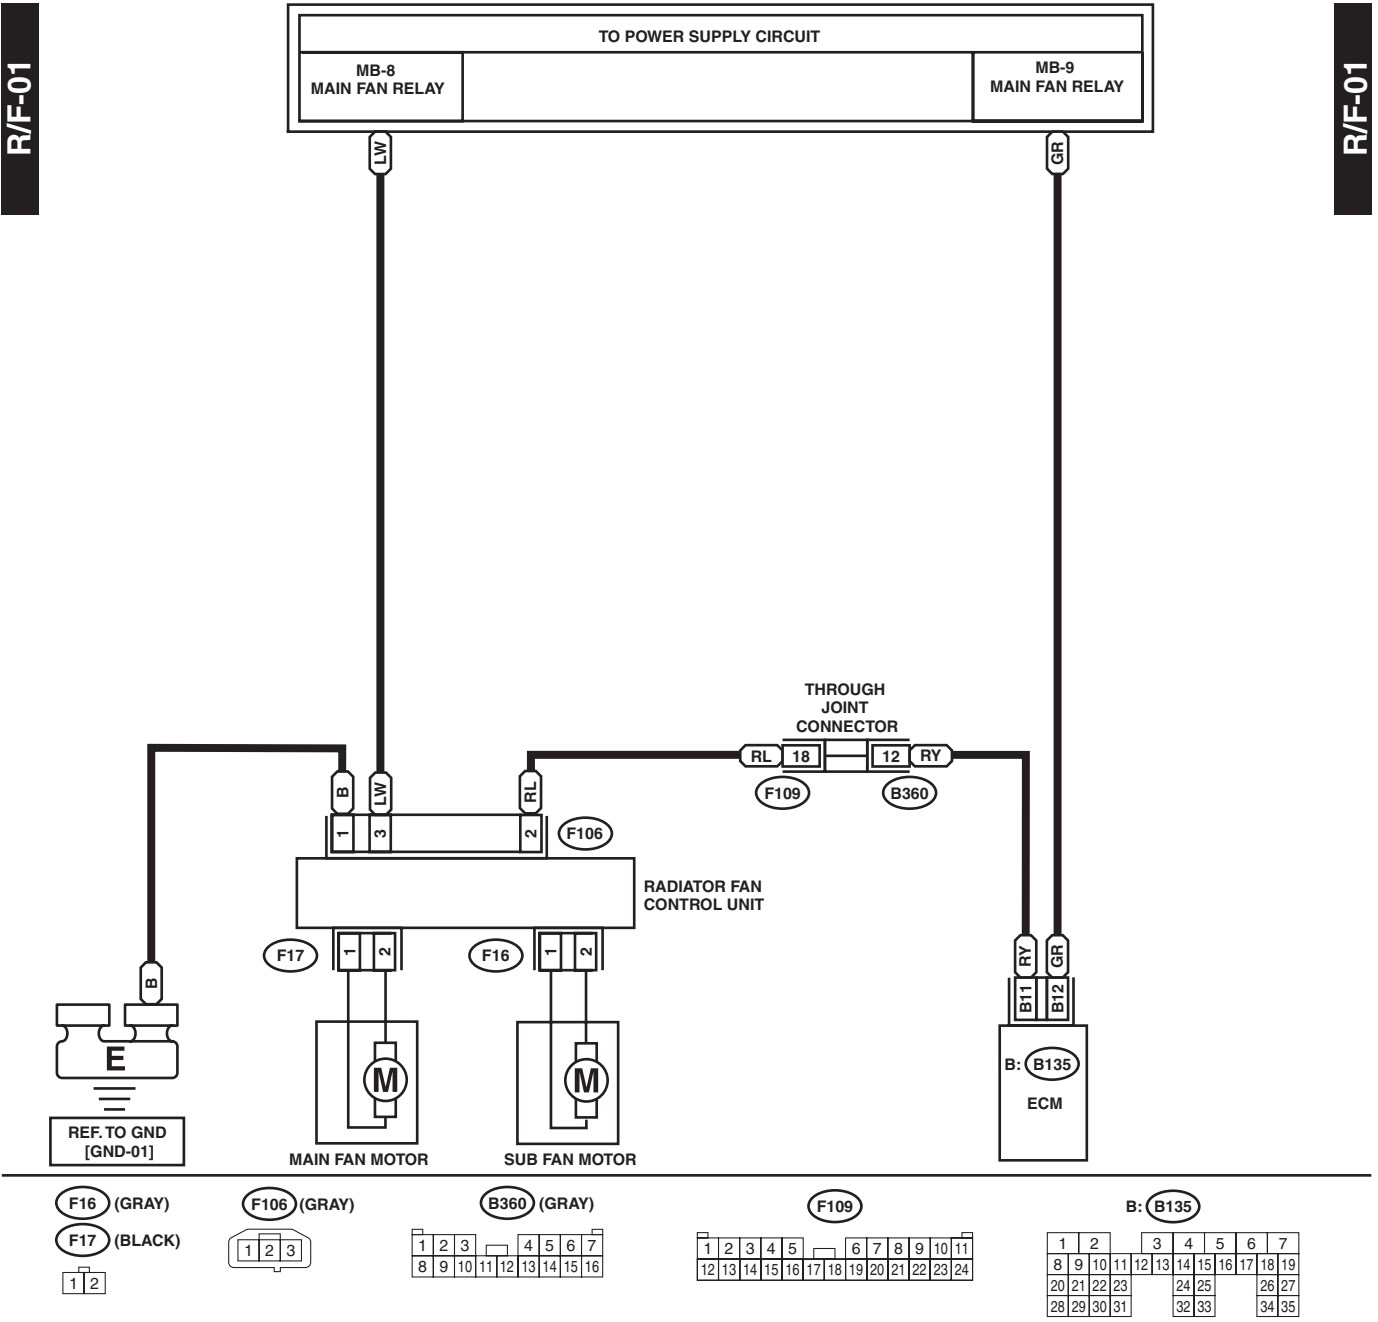 R/F-01
R/F-01
TO POWER SUPPLY CIRCUIT
MB-8
MAIN FAN RELAY
MB-9
MAIN FAN RELAY
LW
GR
THROUGH
JOINT
CONNECTOR
RL 18 12 RY
F109 B360
B LW RL
1 3 2 F106
RADIATOR FAN
CONTROL UNIT
F17 1 2
F16 1 2
RY GR
B11 B12
B
E
M
M
B: B135
ECM
REF. TO GND
[GND-01]
MAIN FAN MOTOR
SUB FAN MOTOR
F16 (GRAY)
F17 (BLACK)
1 2
F106 (GRAY)
1 2 3
B360 (GRAY)
1 2 3 4 5 6 7
8 9 10 11 12 13 14 15 16
F109
1 2 3 4 5 6 7 8 9 10 11
12 13 14 15 16 17 18 19 20 21 22 23 24
B: B135
1 2 3 4 5 6 7
8 9 10 11 12 13 14 15 16 17 18 19
20 21 22 23 24 25 26 27
28 29 30 31 32 33 34 35